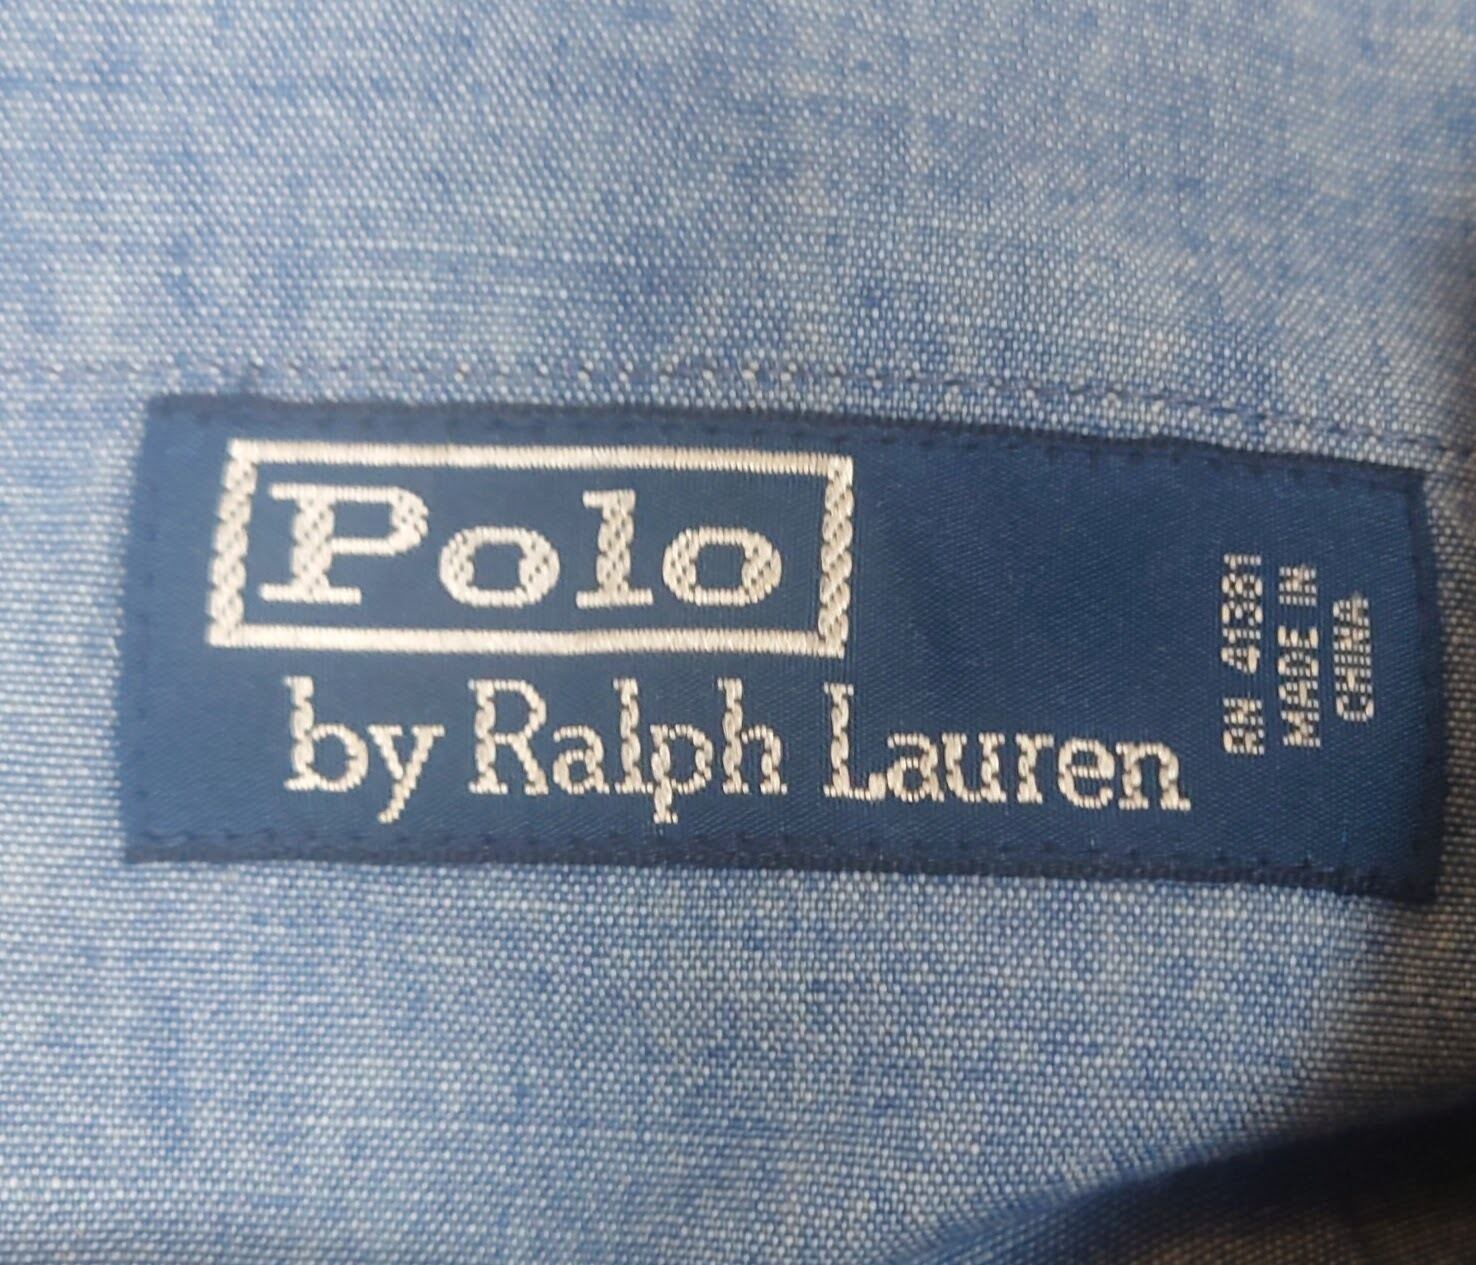 Polo
by Ralph Lauren
RN 41381
MADE IN
CHINA